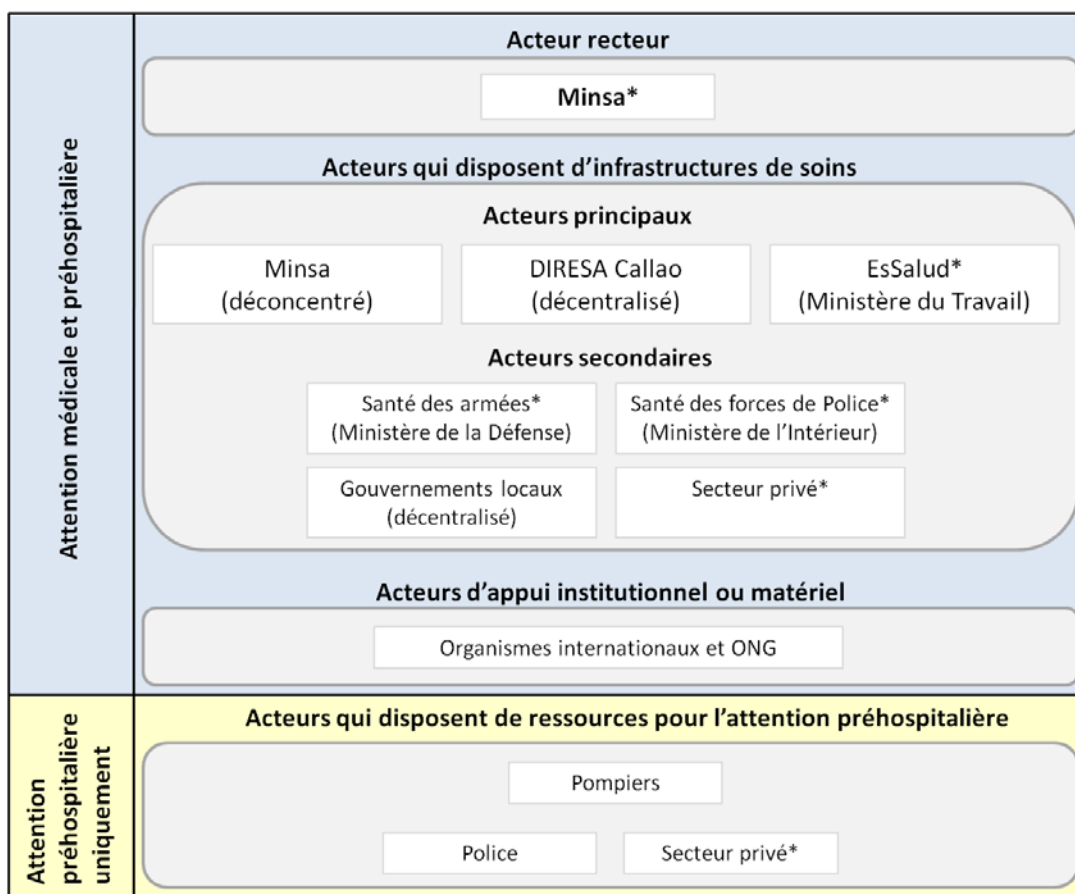 Attention médicale et préhospitalière
Acteur recteur
Minsa*
Acteurs qui disposent d'infrastructures de soins
Acteurs principaux
Minsa
(déconcentré)
DIRESA Callao
(décentralisé)
EsSalud*
(Ministère du Travail)
Acteurs secondaires
Santé des armées*
(Ministère de la Défense)
Santé des forces de Police*
(Ministère de l'Intérieur)
Gouvernements locaux
(décentralisé)
Secteur privé*
Acteurs d'appui institutionnel ou matériel
Organismes internationaux et ONG
Attention
préhospitalière
uniquement
Acteurs qui disposent de ressources pour l'attention préhospitalière
Pompiers
Police
Secteur privé*